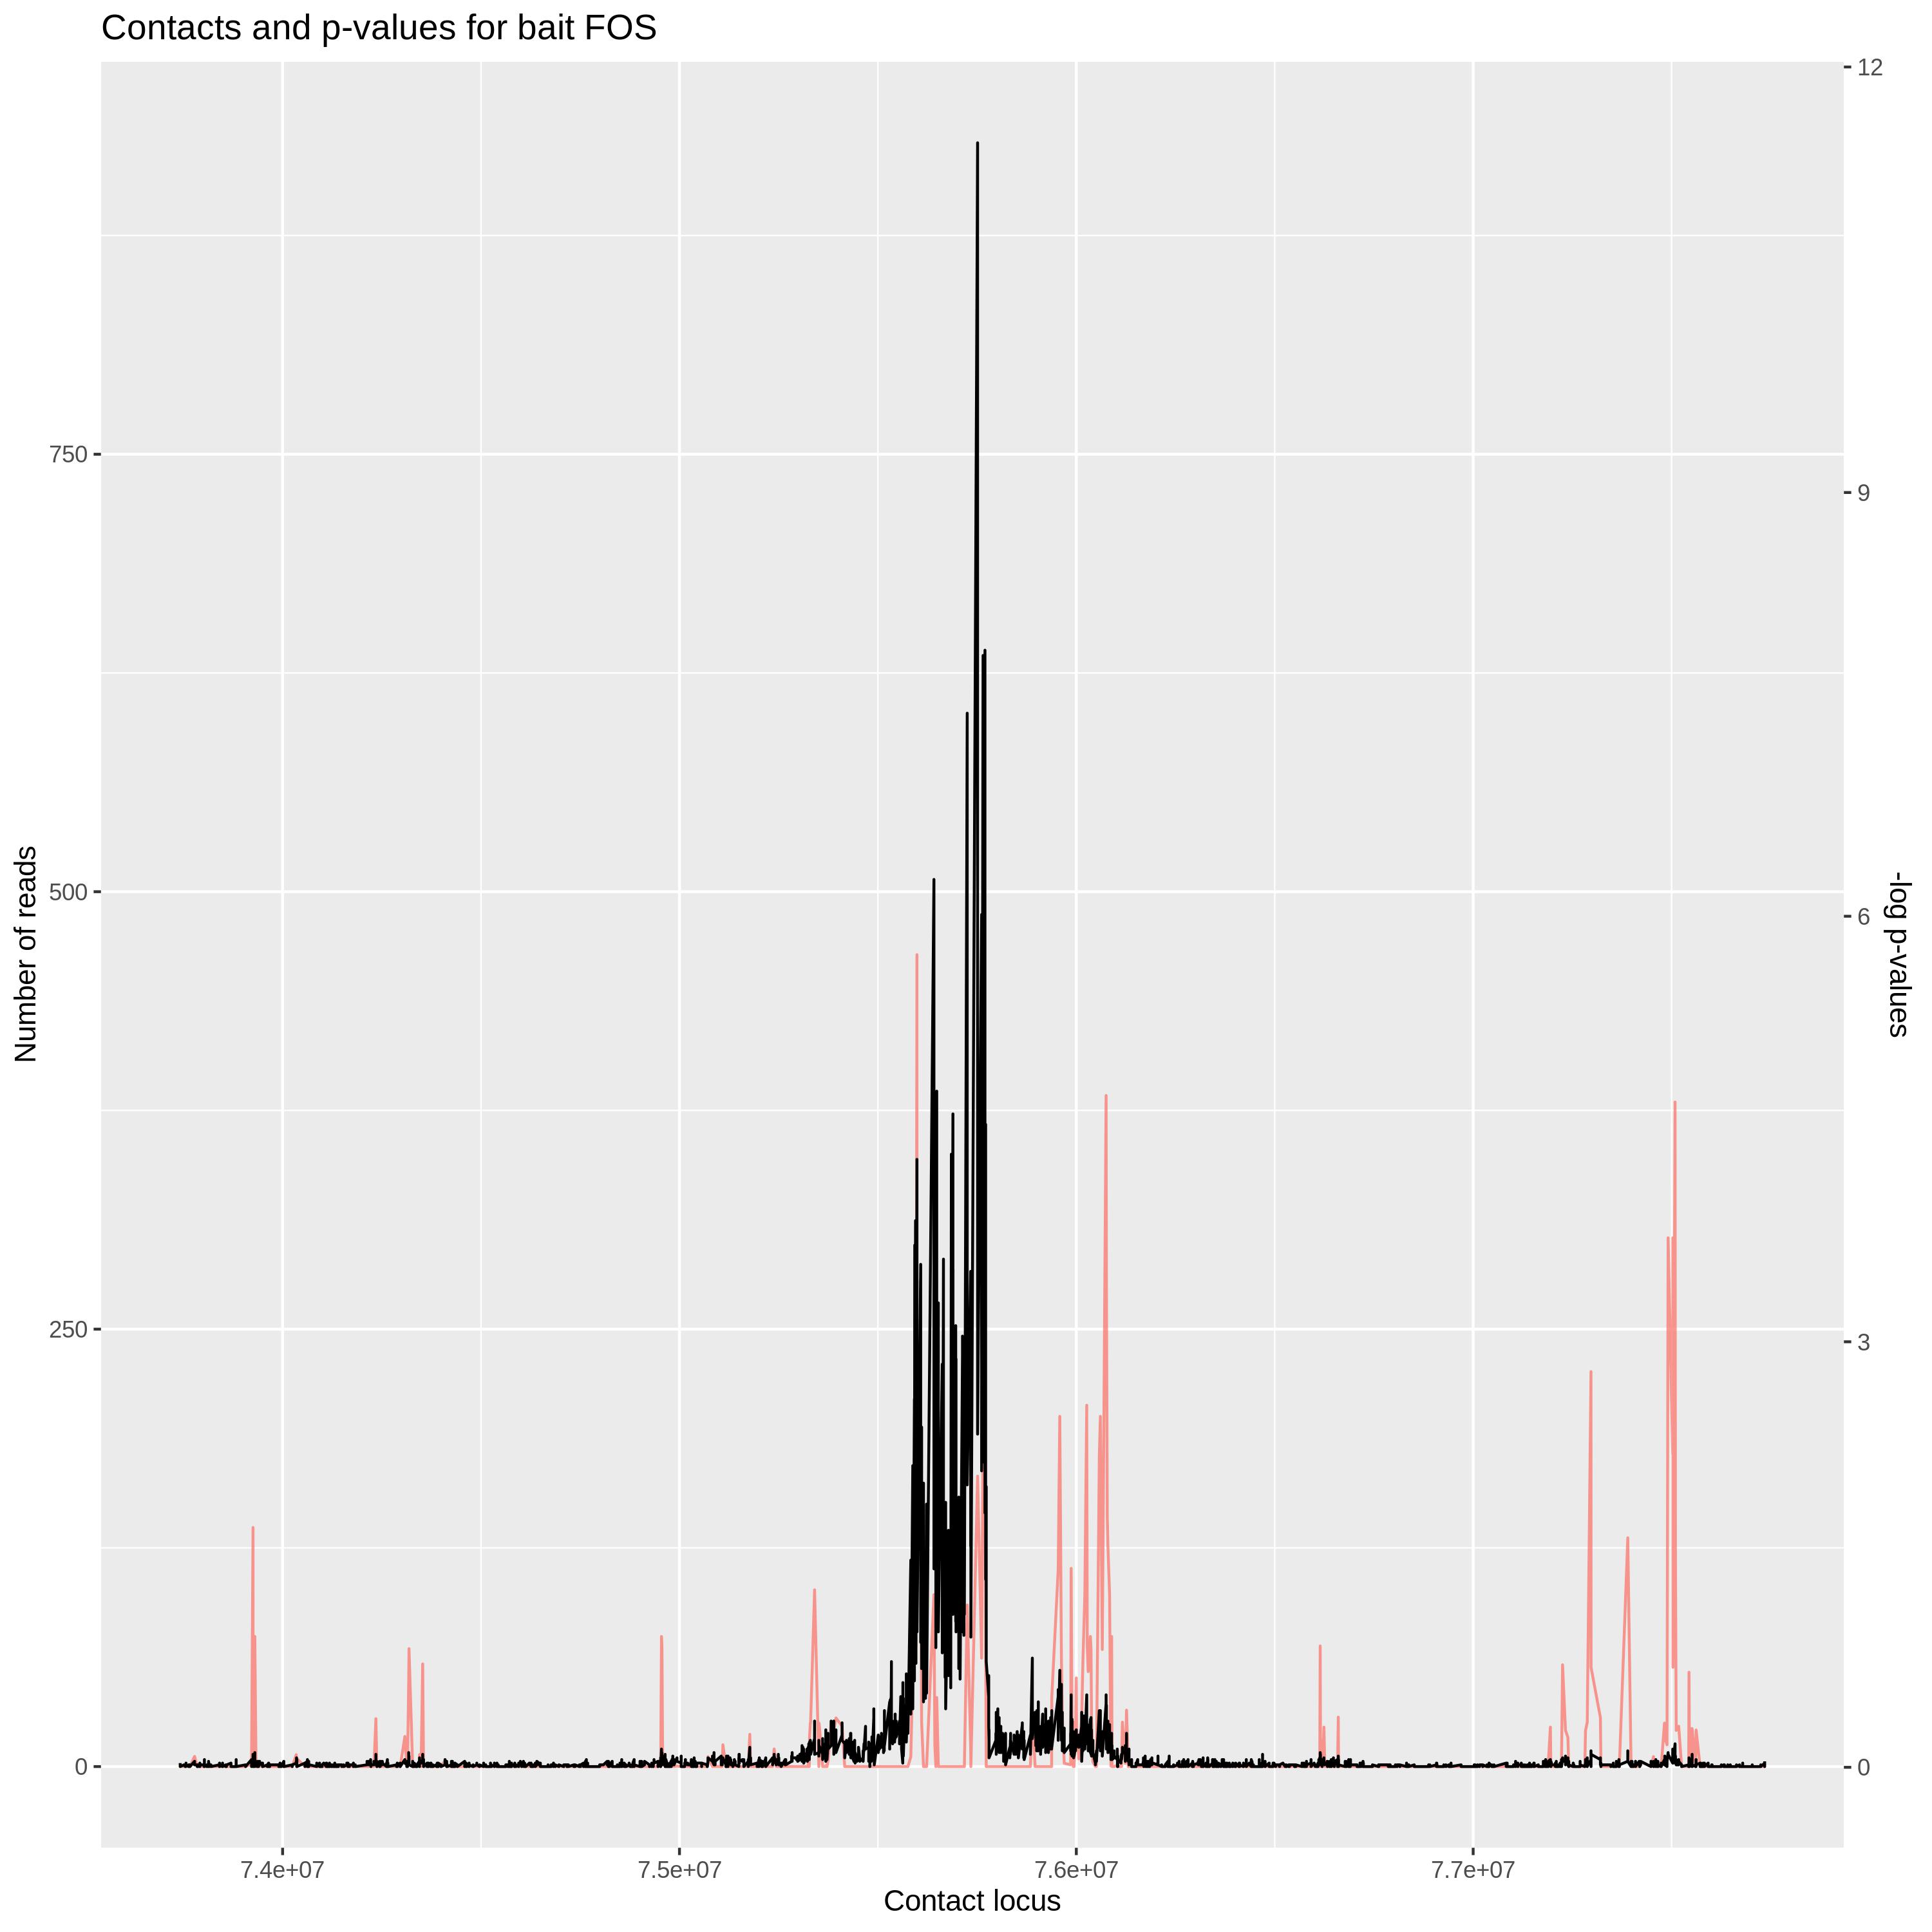 Contacts and p-values for bait FOS
12
750
9
500
6
Number of reads
-log p-values
250
3
0
0
7.4e+07
7.5e+07
7.6e+07
7.7e+07
Contact locus